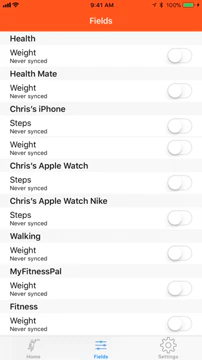 9:41 AM
100%
Fields
Health
Weight
Never synced
Health Mate
Weight
Never synced
Chris's iPhone
Steps
Never synced
Weight
Never synced
Chris's Apple Watch
Steps
Never synced
Chris's Apple Watch Nike
Steps
Never synced
Walking
Weight
Never synced
MyFitnessPal
Weight
Never synced
Fitness
Weight
Never synced
Home
Fields
Settings